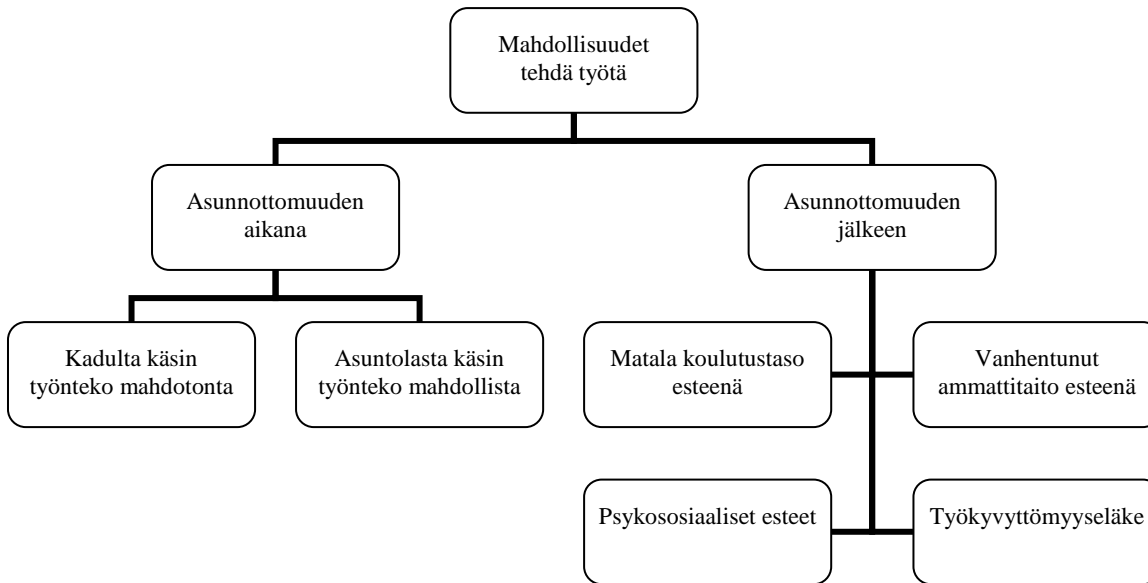 Mahdollisuudet
tehdä työtä
Asunnottomuuden
aikana
Asunnottomuuden
jälkeen
Kadulta käsin
työnteko mahdotonta
Asuntolasta käsin
työnteko mahdollista
Matala koulutustaso
esteenä
Vanhentunut
ammattitaito esteenä
Psykososiaaliset esteet
Työkyvyttömyyseläke